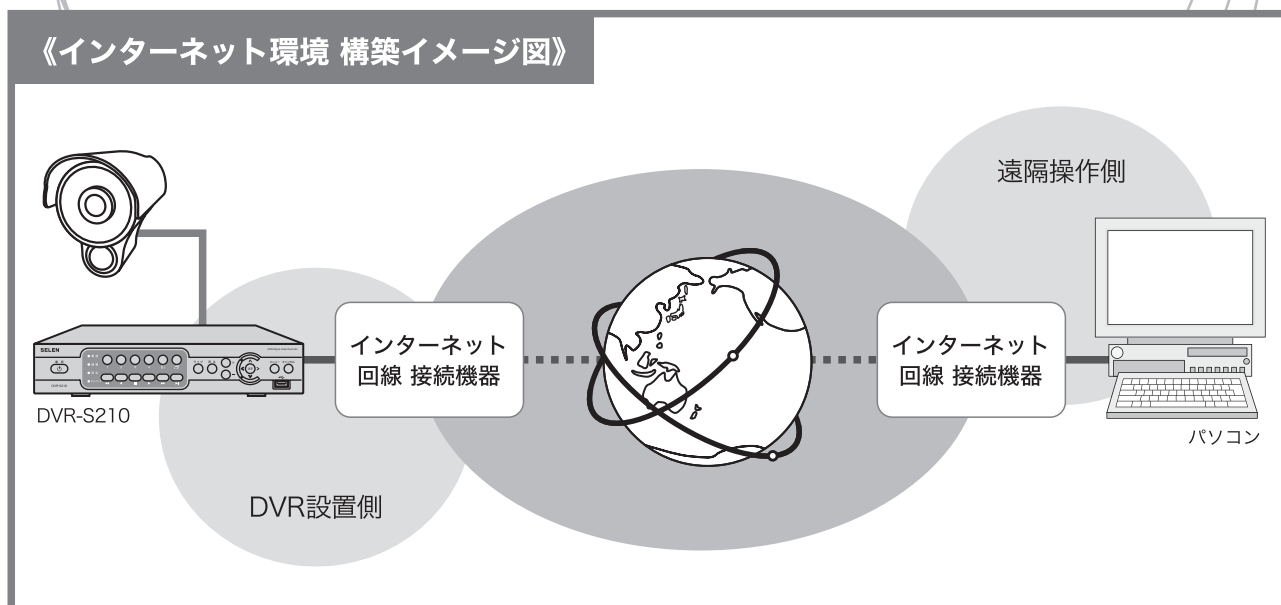 《インターネット環境 構築イメージ図》
遠隔操作側
インターネット
回線 接続機器
インターネット
回線 接続機器
SELEN
DVR-S210
パソコン
DVR設置側